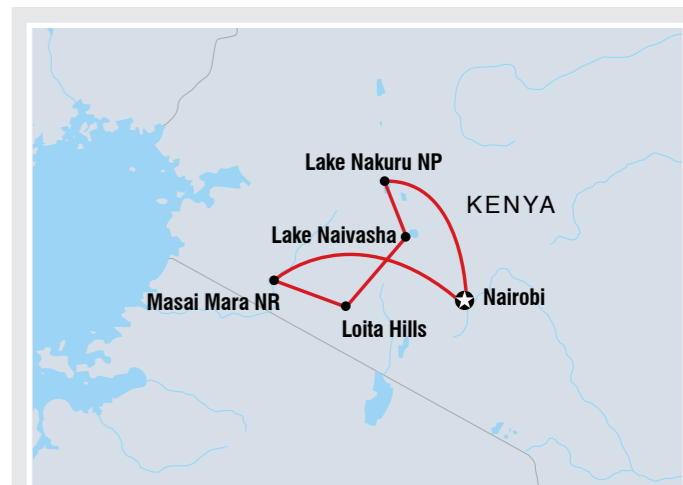 Lake Nakuru NP
KENYA
Lake Naivasha
Masai Mara NR
Nairobi
Loita Hills